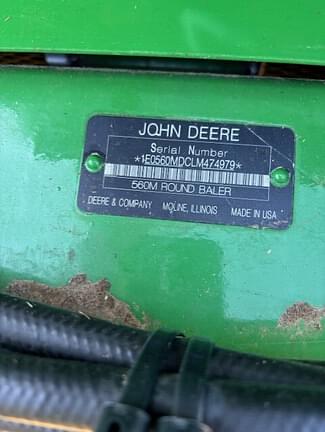 JOHN DEERE
Serial Number
*1E0560MDCLM474979*
560M ROUND BALER
DEERE & COMPANY MOLINE, ILLINOIS MADE IN USA